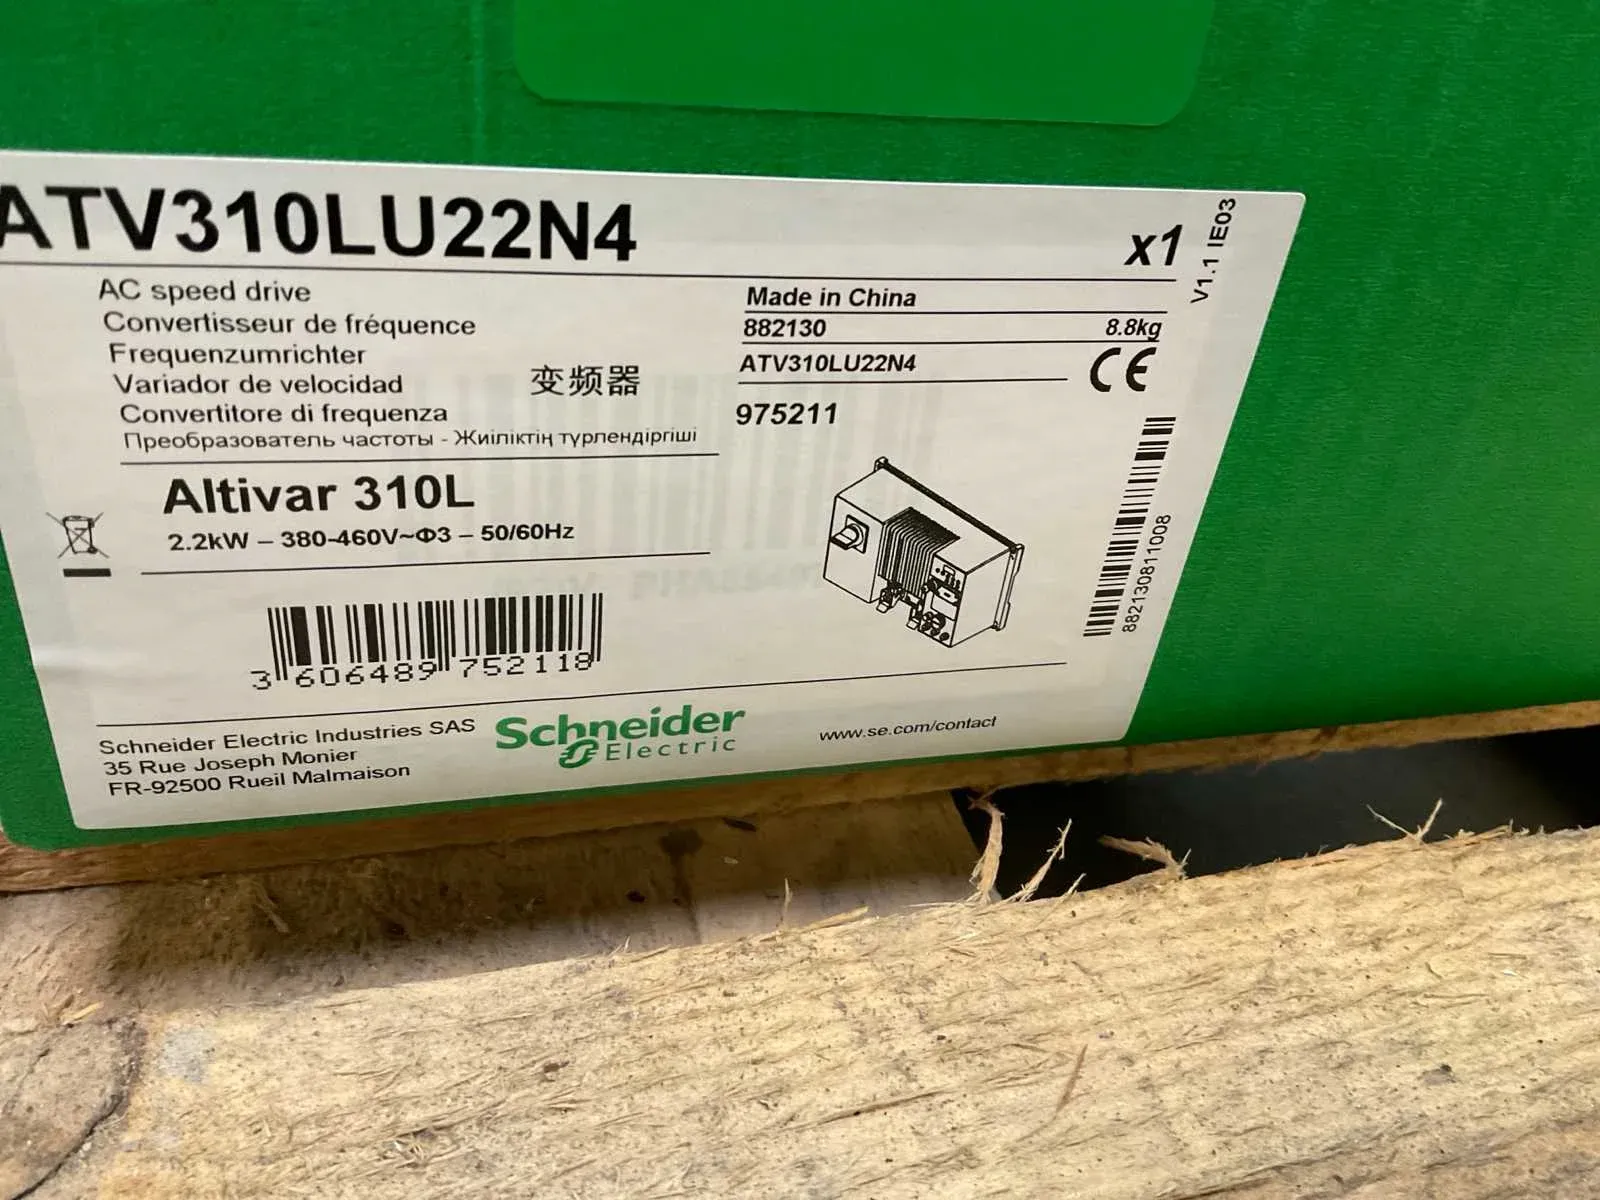 ATV310LU22N4
x1
V1.1 IE03
AC speed drive
Convertisseur de fréquence
Frequenzumrichter
Variador de velocidad
Convertitore di frequenza
变频器
Преобразователь частоты - Жиіліктің түрлендіргіші
Made in China
882130 8.8kg
ATV310LU22N4
CE
975211
Altivar 310L
2.2kW – 380-460V~Φ3 – 50/60Hz
3 606489 752118
8821308110​08
Schneider Electric Industries SAS
35 Rue Joseph Monier
FR-92500 Rueil Malmaison
Schneider
Electric
www.se.com/contact